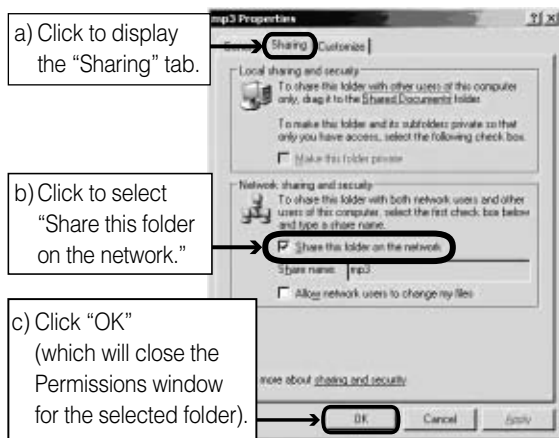 mp3 Properties
Sharing
Customize
a) Click to display
the “Sharing” tab.
Local sharing and security
To share this folder with other users of this computer
only, drag it to the Shared Documents folder.
To make this folder and its subfolders private so that
only you have access, select the following check box.
Make this folder private
b) Click to select
“Share this folder
on the network.”
Network sharing and security
To share this folder with both network users and other
users of this computer, select the first check box below
and type a share name.
Share this folder on the network
Share name: mp3
Allow network users to change my files
c) Click “OK”
(which will close the
Permissions window
for the selected folder).
more about sharing and security.
OK
Cancel
Apply